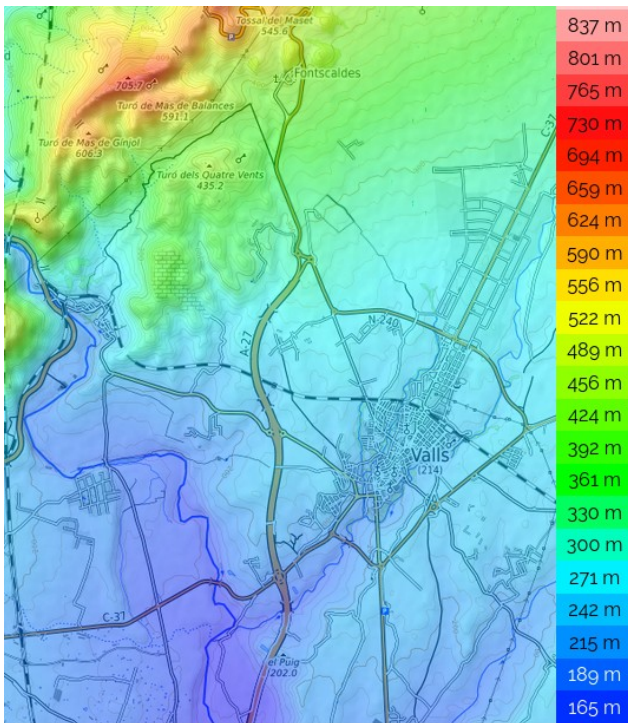 Tossal del Maset
545.6
Fontscaldes
705.7
Turó de Mas de Balances
591.1
Turó de Mas de Ginjol
606.3
Turó dels Quatre Vents
435.2
C-37
N-240
A-27
Valls
(214)
C-37
el Puig
202.0
837 m
801 m
765 m
730 m
694 m
659 m
624 m
590 m
556 m
522 m
489 m
456 m
424 m
392 m
361 m
330 m
300 m
271 m
242 m
215 m
189 m
165 m